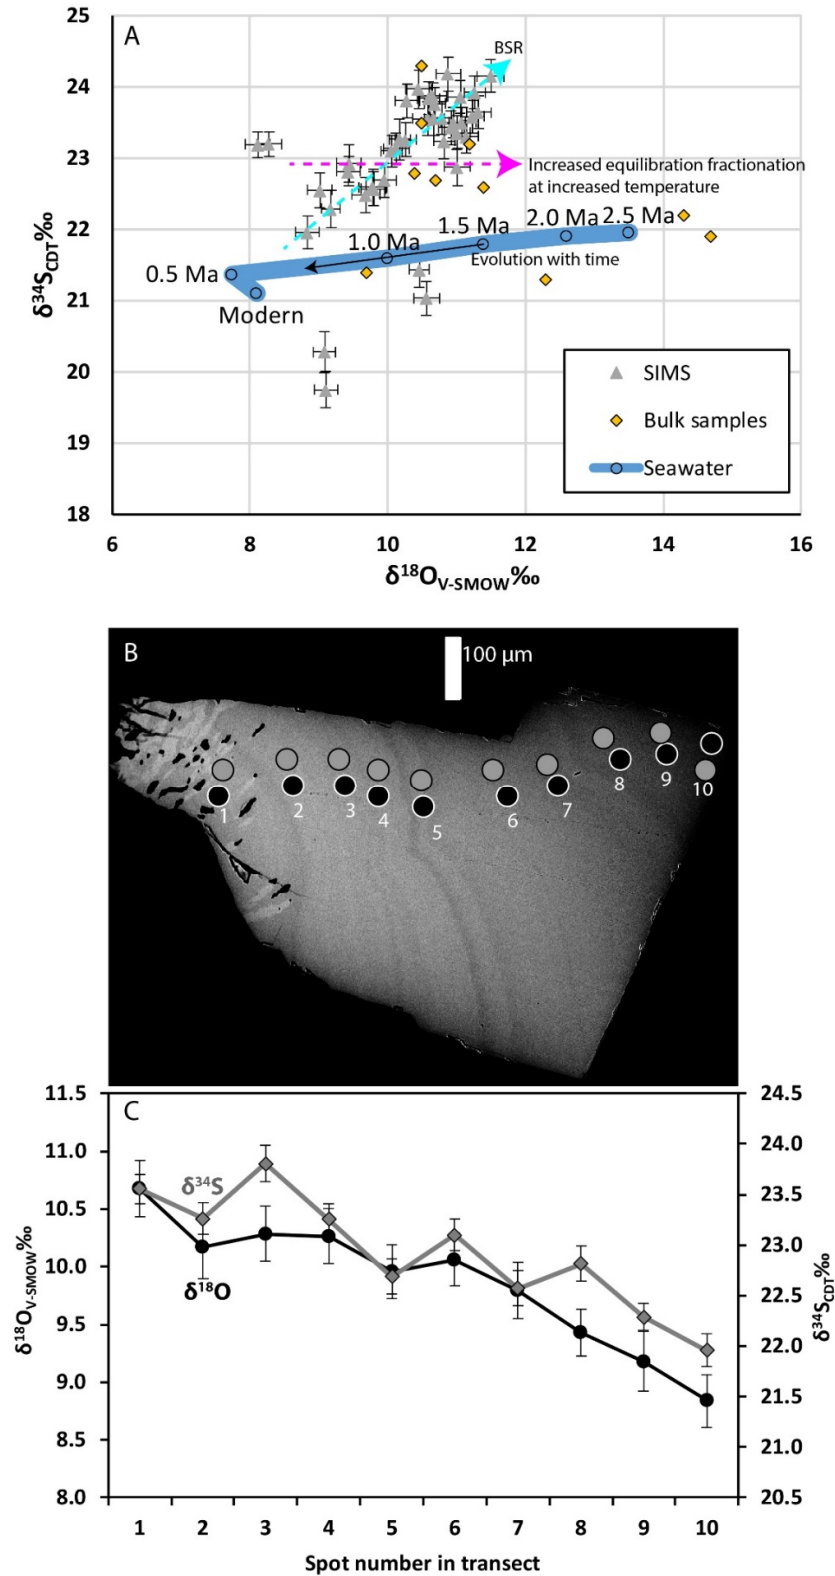 A
25
24
23
22
21
20
19
18
δ³⁴S_CDT‰
BSR
Increased equilibration fractionation
at increased temperature
2.0 Ma 2.5 Ma
1.5 Ma
1.0 Ma
Evolution with time
0.5 Ma
Modern
SIMS
Bulk samples
Seawater
6 8 10 12 14 16
δ¹⁸O_V-SMOW‰
B
100 µm
1 2 3 4 5 6 7 8 9 10
C
11.5
11.0
10.5
10.0
9.5
9.0
8.5
8.0
δ¹⁸O_V-SMOW‰
δ³⁴S
δ¹⁸O
24.5
24.0
23.5
23.0
22.5
22.0
21.5
21.0
20.5
δ³⁴S_CDT‰
1 2 3 4 5 6 7 8 9 10
Spot number in transect